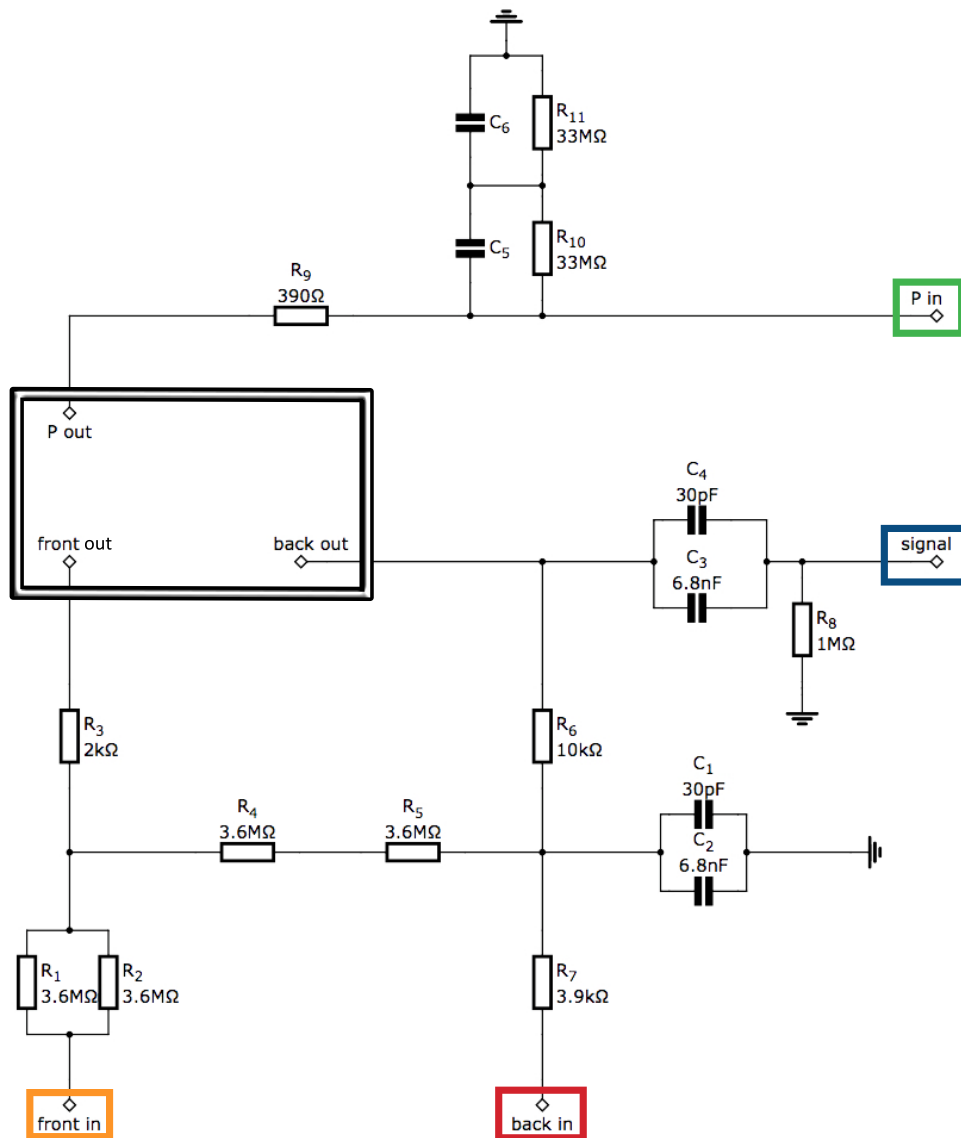 C₆
R₁₁
33MΩ
C₅
R₁₀
33MΩ
R₉
390Ω
P in
P out
C₄
30pF
front out
back out
signal
C₃
6.8nF
R₈
1MΩ
R₃
2kΩ
R₆
10kΩ
C₁
30pF
R₄
3.6MΩ
R₅
3.6MΩ
C₂
6.8nF
R₁
3.6MΩ
R₂
3.6MΩ
R₇
3.9kΩ
front in
back in